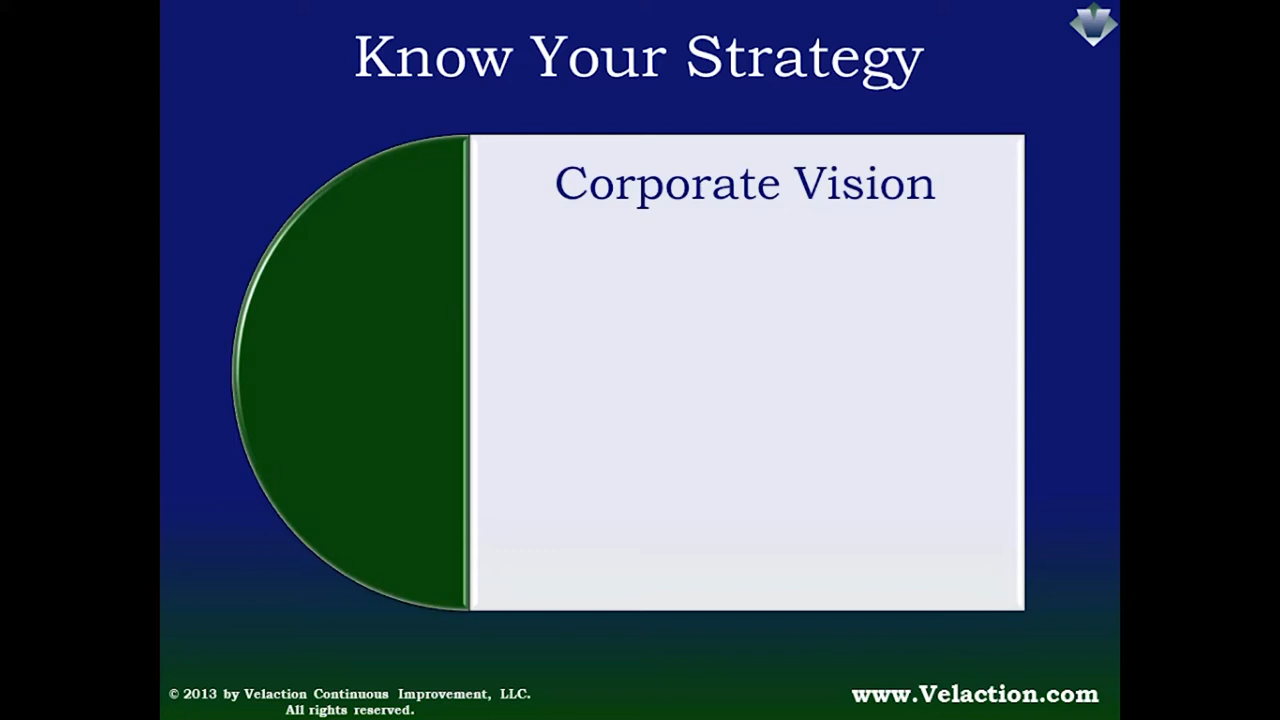 Know Your Strategy
Corporate Vision
© 2013 by Velaction Continuous Improvement, LLC.
All rights reserved.
www.Velaction.com